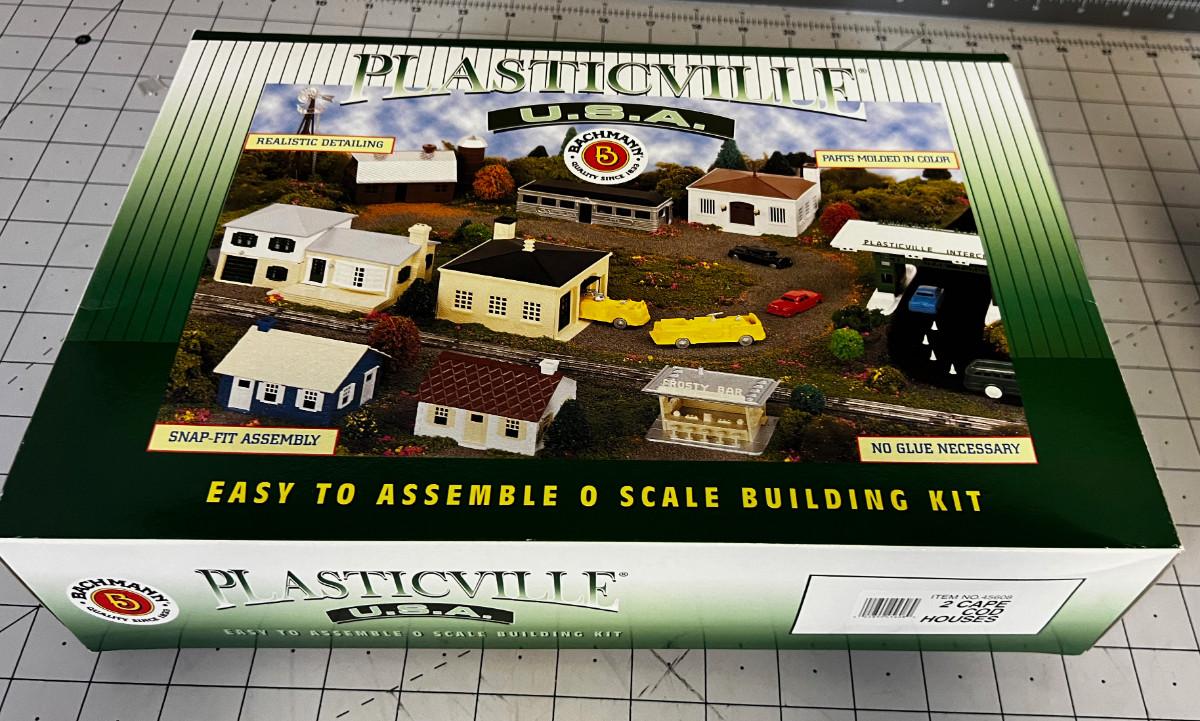 PLASTICVILLE®
U.S.A.
BACHMANN
B
QUALITY SINCE 1833
REALISTIC DETAILING
PARTS MOLDED IN COLOR
PLASTICVILLE INTERC
FROSTY BAR
SNAP-FIT ASSEMBLY
NO GLUE NECESSARY
EASY TO ASSEMBLE O SCALE BUILDING KIT
BACHMANN
B
QUALITY SINCE 1833
PLASTICVILLE®
U.S.A.
EASY TO ASSEMBLE O SCALE BUILDING KIT
ITEM NO.45608
2 CAPE
COD
HOUSES